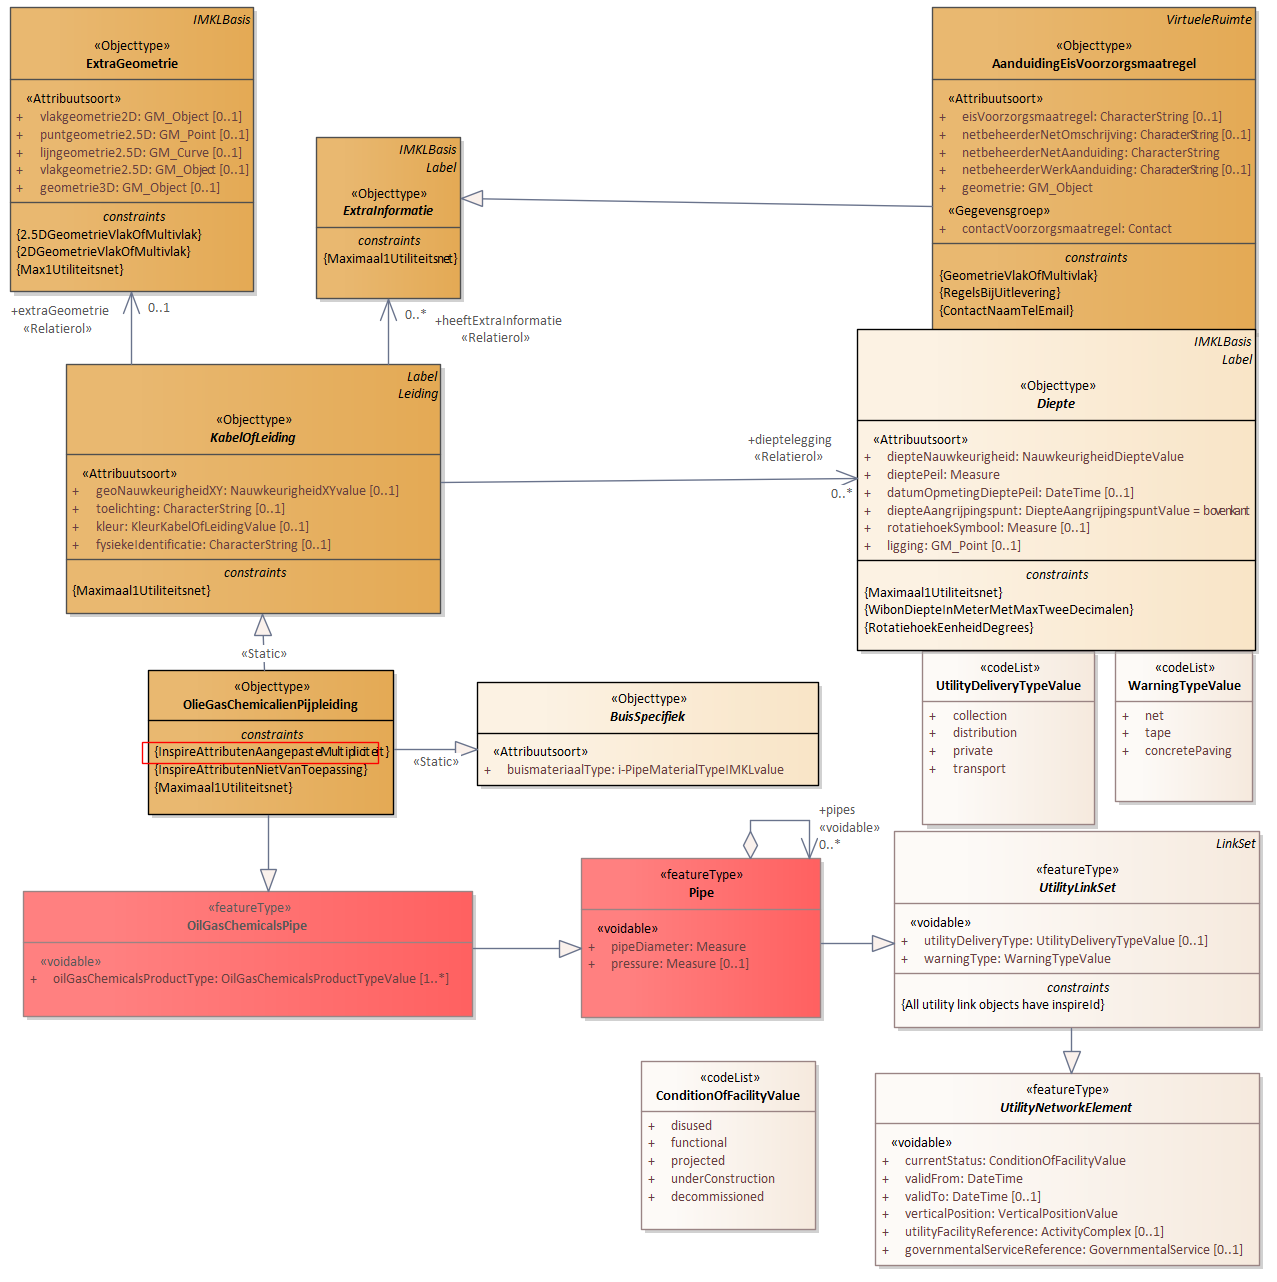 IMKLBasis
«Objecttype»
ExtraGeometrie
«Attribuutsoort»
+ vlakgeometrie2D: GM_Object [0..1]
+ puntgeometrie2.5D: GM_Point [0..1]
+ lijngeometrie2.5D: GM_Curve [0..1]
+ vlakgeometrie2.5D: GM_Object [0..1]
+ geometrie3D: GM_Object [0..1]
constraints
{2.5DGeometrieVlakOfMultivlak}
{2DGeometrieVlakOfMultivlak}
{Max1Utiliteitsnet}
IMKLBasis
Label
«Objecttype»
ExtraInformatie
constraints
{Maximaal1Utiliteitsnet}
VirtueleRuimte
«Objecttype»
AanduidingEisVoorzorgsmaatregel
«Attribuutsoort»
+ eisVoorzorgsmaatregel: CharacterString [0..1]
+ netbeheerderNetOmschrijving: CharacterString [0..1]
+ netbeheerderNetAanduiding: CharacterString
+ netbeheerderWerkAanduiding: CharacterString [0..1]
+ geometrie: GM_Object
«Gegevensgroep»
+ contactVoorzorgsmaatregel: Contact
constraints
{GeometrieVlakOfMultivlak}
{RegelsBijUitlevering}
{ContactNaamTelEmail}
+extraGeometrie
«Relatierol»
0..1
0..*
+heeftExtraInformatie
«Relatierol»
Label
Leiding
«Objecttype»
KabelOfLeiding
«Attribuutsoort»
+ geoNauwkeurigheidXY: NauwkeurigheidXYvalue [0..1]
+ toelichting: CharacterString [0..1]
+ kleur: KleurKabelOfLeidingValue [0..1]
+ fysiekeIdentificatie: CharacterString [0..1]
constraints
{Maximaal1Utiliteitsnet}
+dieptelegging
«Relatierol»
0..*
IMKLBasis
Label
«Objecttype»
Diepte
«Attribuutsoort»
+ diepteNauwkeurigheid: NauwkeurigheidDiepteValue
+ dieptePeil: Measure
+ datumOpmetingDieptePeil: DateTime [0..1]
+ diepteAangrijpingspunt: DiepteAangrijpingspuntValue = bovenkant
+ rotatiehoekSymbool: Measure [0..1]
+ ligging: GM_Point [0..1]
constraints
{Maximaal1Utiliteitsnet}
{WibonDiepteInMeterMetMaxTweeDecimalen}
{RotatiehoekEenheidDegrees}
«Static»
«Objecttype»
OlieGasChemicalienPijpleiding
constraints
{InspireAttributenAangepasteMultipliciteit}
{InspireAttributenNietVanToepassing}
{Maximaal1Utiliteitsnet}
«Static»
«Objecttype»
BuisSpecifiek
«Attribuutsoort»
+ buismateriaalType: i-PipeMaterialTypeIMKLvalue
«codeList»
UtilityDeliveryTypeValue
+ collection
+ distribution
+ private
+ transport
«codeList»
WarningTypeValue
+ net
+ tape
+ concretePaving
+pipes
«voidable»
0..*
«featureType»
OilGasChemicalsPipe
«voidable»
+ oilGasChemicalsProductType: OilGasChemicalsProductTypeValue [1..*]
«featureType»
Pipe
«voidable»
+ pipeDiameter: Measure
+ pressure: Measure [0..1]
LinkSet
«featureType»
UtilityLinkSet
«voidable»
+ utilityDeliveryType: UtilityDeliveryTypeValue [0..1]
+ warningType: WarningTypeValue
constraints
{All utility link objects have inspireId}
«codeList»
ConditionOfFacilityValue
+ disused
+ functional
+ projected
+ underConstruction
+ decommissioned
«featureType»
UtilityNetworkElement
«voidable»
+ currentStatus: ConditionOfFacilityValue
+ validFrom: DateTime
+ validTo: DateTime [0..1]
+ verticalPosition: VerticalPositionValue
+ utilityFacilityReference: ActivityComplex [0..1]
+ governmentalServiceReference: GovernmentalService [0..1]